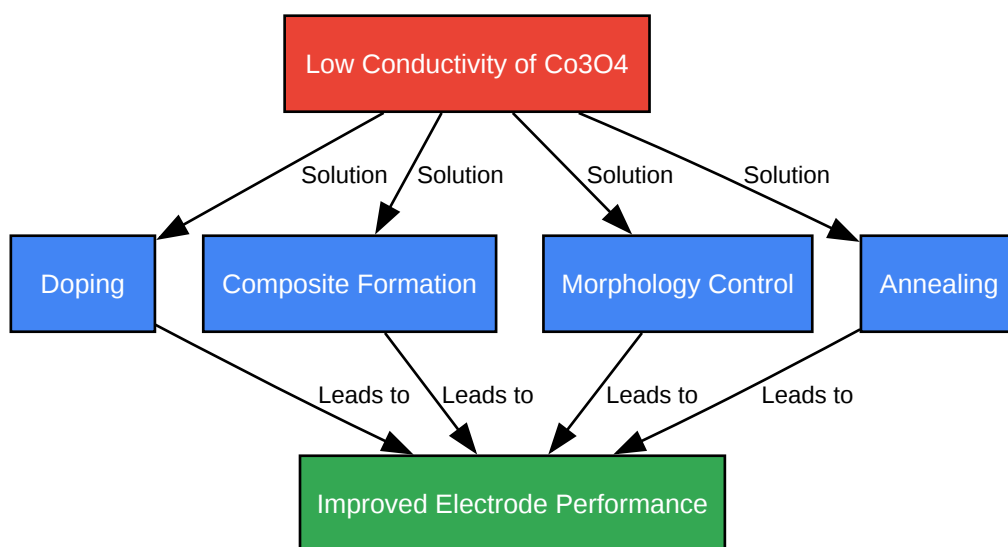 Low Conductivity of Co3O4
Solution
Solution
Solution
Solution
Doping
Composite Formation
Morphology Control
Annealing
Leads to
Leads to
Leads to
Leads to
Improved Electrode Performance